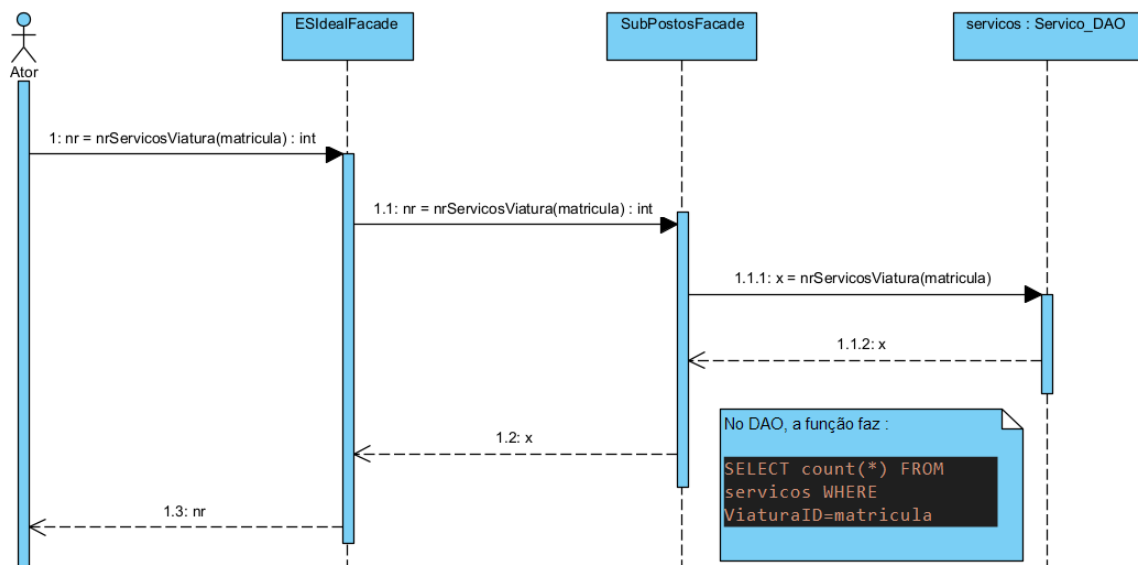 ESIdealFacade
SubPostosFacade
servicos : Servico_DAO
Ator
1: nr = nrServicosViatura(matricula) : int
1.1: nr = nrServicosViatura(matricula) : int
1.1.1: x = nrServicosViatura(matricula)
1.1.2: x
No DAO, a função faz :
SELECT count(*) FROM
servicos WHERE
ViaturaID=matricula
1.2: x
1.3: nr